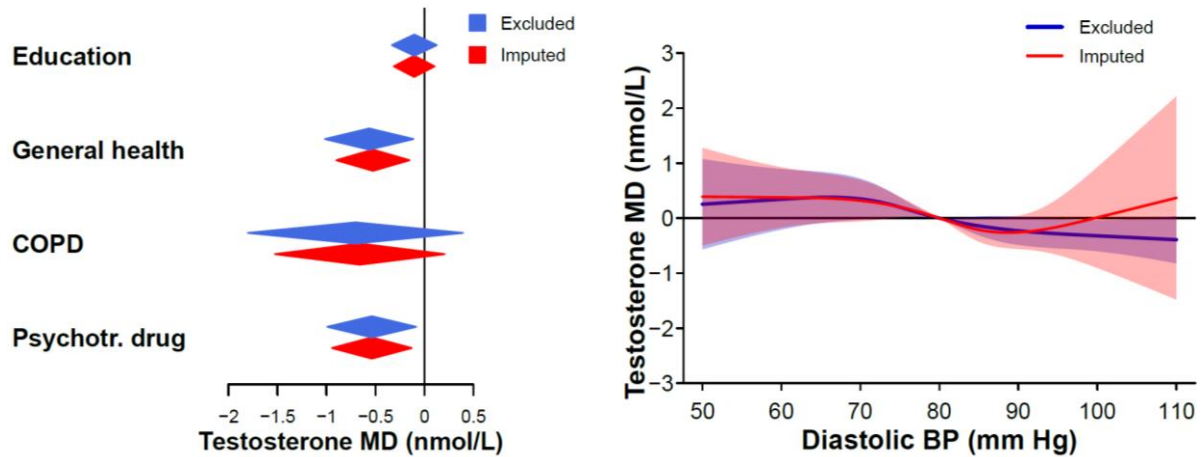 Excluded
Imputed
Education
General health
COPD
Psychotr. drug
−2 −1 −0.5 0 0.5
Testosterone MD (nmol/L)
Excluded
Imputed
Testosterone MD (nmol/L)
3
2
1
0
−1
−2
−3
50 60 70 80 90 100 110
Diastolic BP (mm Hg)